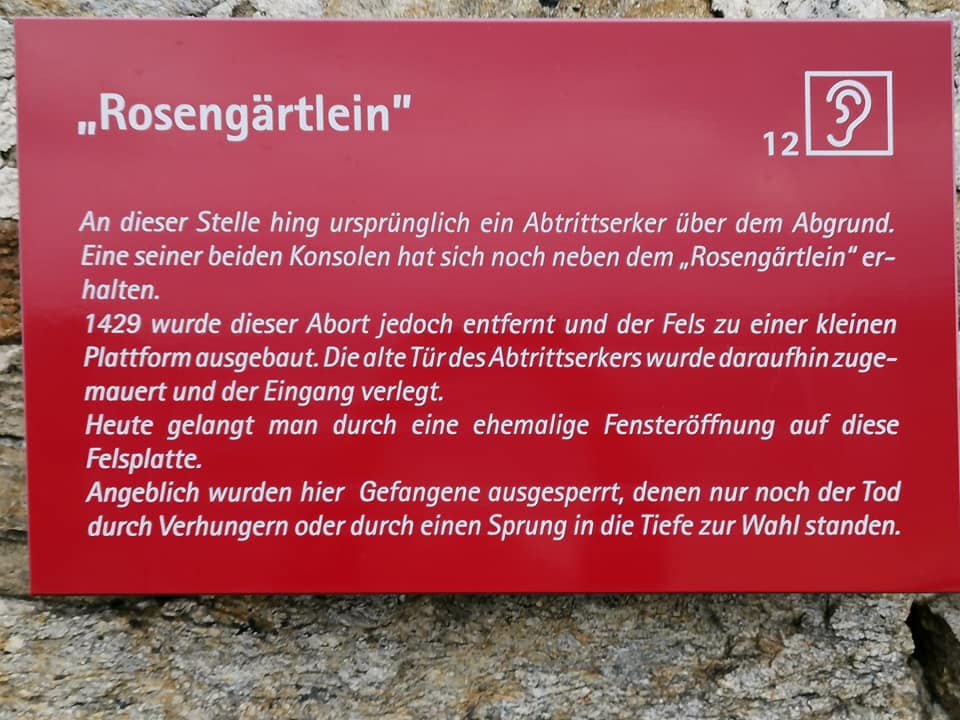 „Rosengärtlein”
12
An dieser Stelle hing ursprünglich ein Abtrittserker über dem Abgrund.
Eine seiner beiden Konsolen hat sich noch neben dem „Rosengärtlein“ er-
halten.
1429 wurde dieser Abort jedoch entfernt und der Fels zu einer kleinen
Plattform ausgebaut. Die alte Tür des Abtrittserkers wurde daraufhin zuge-
mauert und der Eingang verlegt.
Heute gelangt man durch eine ehemalige Fensteröffnung auf diese
Felsplatte.
Angeblich wurden hier Gefangene ausgesperrt, denen nur noch der Tod
durch Verhungern oder durch einen Sprung in die Tiefe zur Wahl standen.